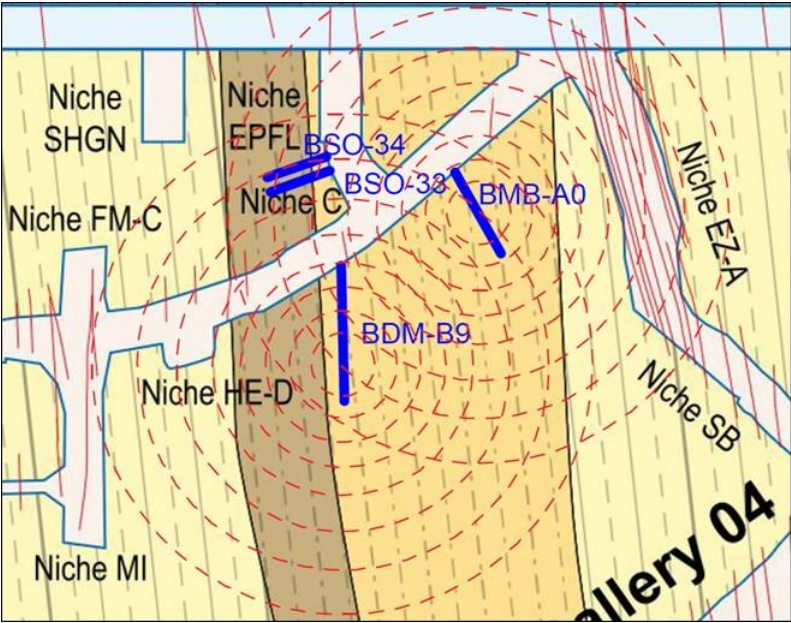 Niche
SHGN
Niche
EPFL
BSO-34
BSO-33
Niche C
BMB-A0
Niche FM-C
Niche EZ-A
BDM-B9
Niche HE-D
Niche SB
Niche MI
allery 04